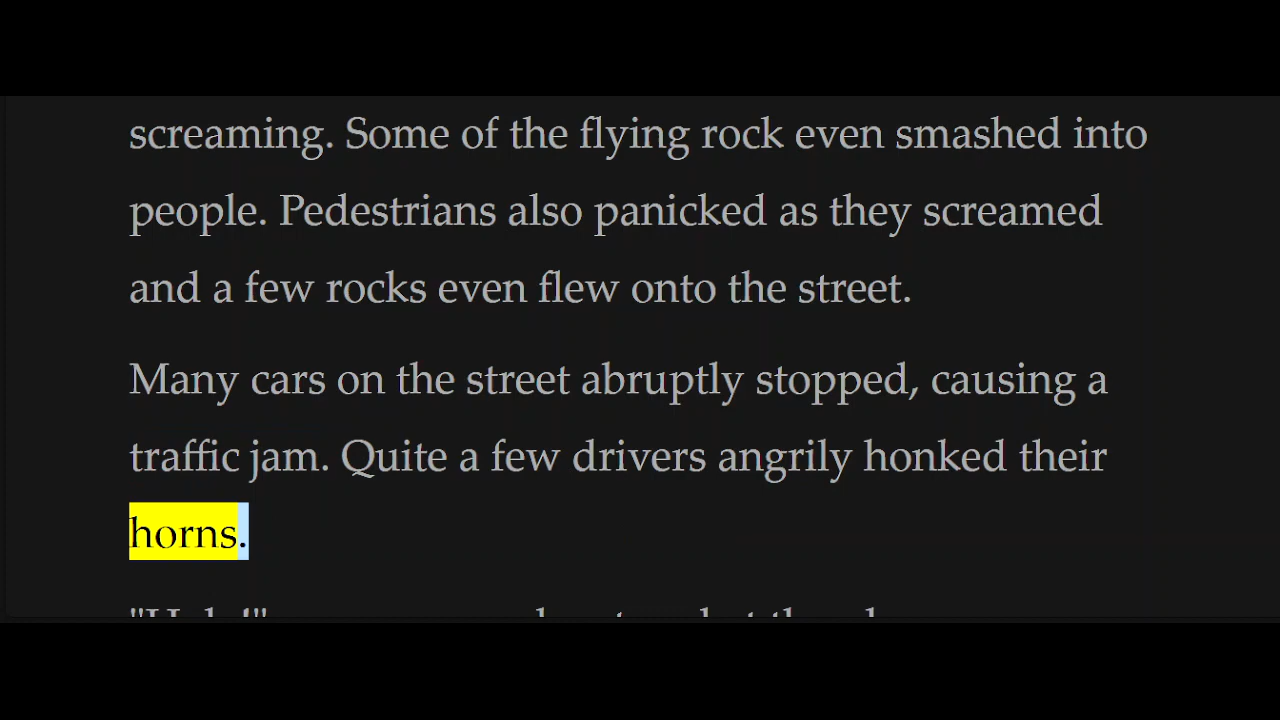 screaming. Some of the flying rock even smashed into
people. Pedestrians also panicked as they screamed
and a few rocks even flew onto the street.
Many cars on the street abruptly stopped, causing a
traffic jam. Quite a few drivers angrily honked their
horns.